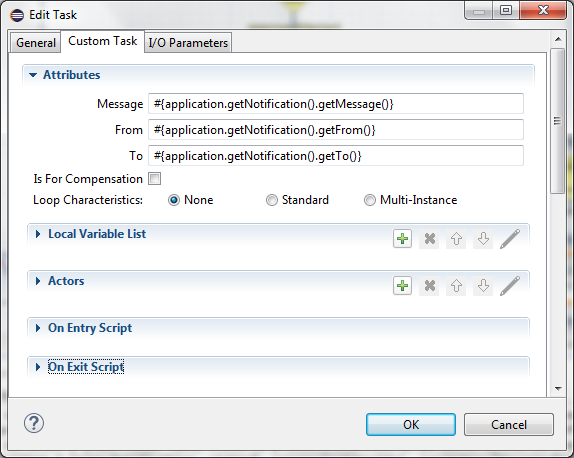 Edit Task
General Custom Task I/O Parameters
Attributes
Message #{application.getNotification().getMessage()}
From #{application.getNotification().getFrom()}
To #{application.getNotification().getTo()}
Is For Compensation
Loop Characteristics: None Standard Multi-Instance
Local Variable List
Actors
On Entry Script
On Exit Script
? OK Cancel